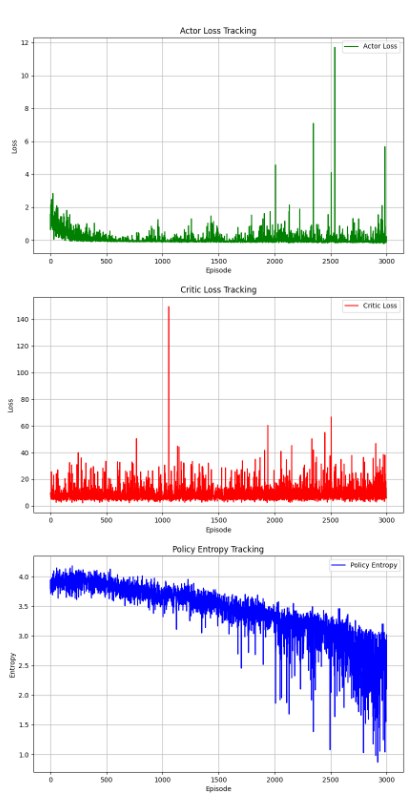 Actor Loss Tracking
Actor Loss
12
10
8
6
4
2
0
Loss
0 500 1000 1500 2000 2500 3000
Episode
Critic Loss Tracking
Critic Loss
140
120
100
80
60
40
20
0
Loss
0 500 1000 1500 2000 2500 3000
Episode
Policy Entropy Tracking
Policy Entropy
4.0
3.5
3.0
2.5
2.0
1.5
1.0
Entropy
0 500 1000 1500 2000 2500 3000
Episode